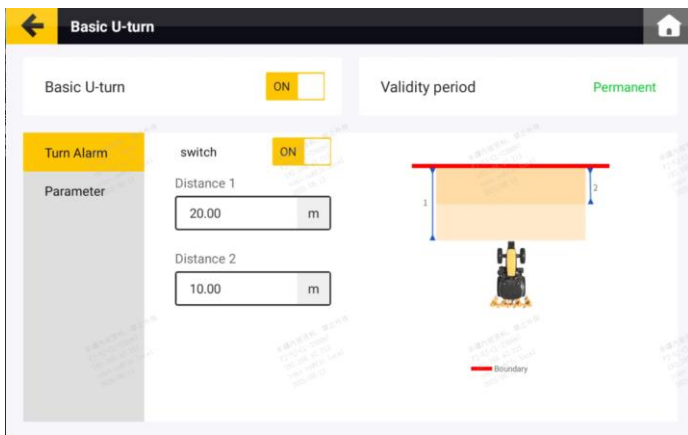 Basic U-turn
Basic U-turn
ON
Validity period
Permanent
Turn Alarm
Parameter
switch
ON
Distance 1
20.00 m
Distance 2
10.00 m
1
2
Boundary